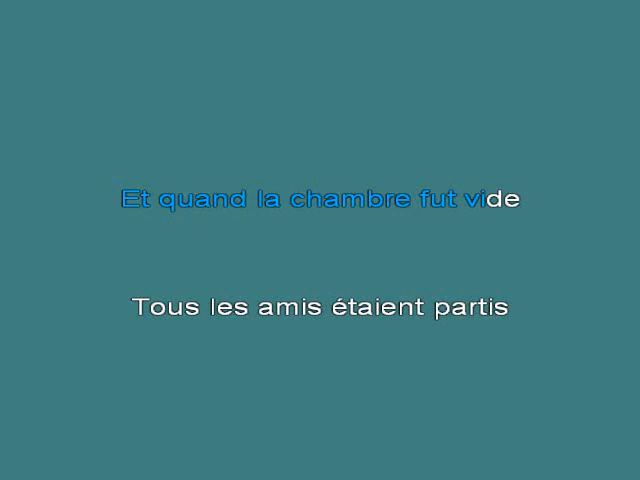 Et quand la chambre fut vide
Tous les amis étaient partis